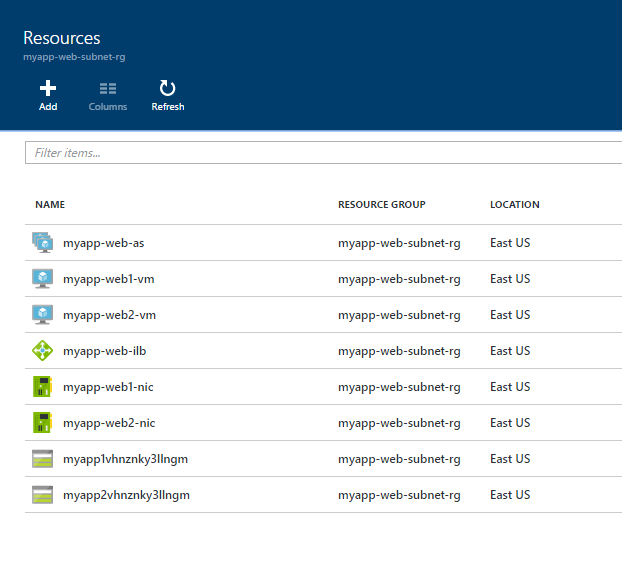 Resources
myapp-web-subnet-rg
Add Columns Refresh
Filter items...
NAME RESOURCE GROUP LOCATION
myapp-web-as myapp-web-subnet-rg East US
myapp-web1-vm myapp-web-subnet-rg East US
myapp-web2-vm myapp-web-subnet-rg East US
myapp-web-ilb myapp-web-subnet-rg East US
myapp-web1-nic myapp-web-subnet-rg East US
myapp-web2-nic myapp-web-subnet-rg East US
myapp1vhnznky3llngm myapp-web-subnet-rg East US
myapp2vhnznky3llngm myapp-web-subnet-rg East US